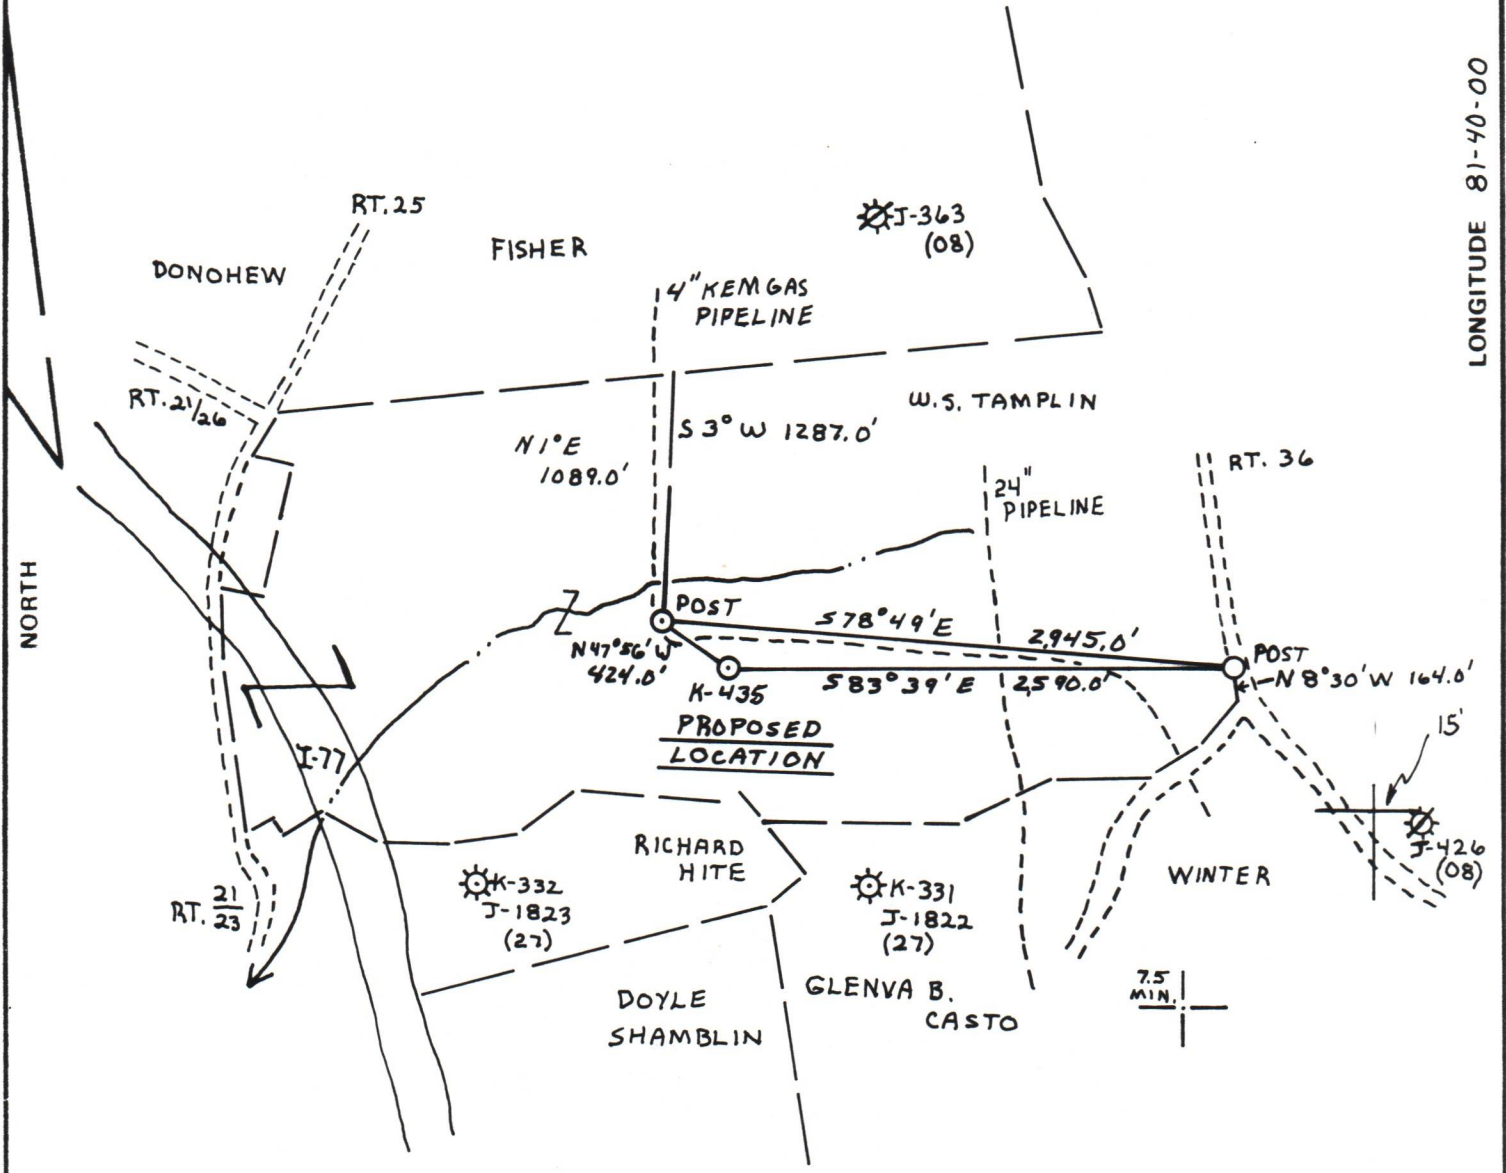 LONGITUDE 81-40-00
NORTH
RT. 25
DONOHEW
FISHER
J-363
(08)
4" KEMGAS
PIPELINE
RT. 21/26
W.S. TAMPLIN
N 1° E
1089.0'
S 3° W 1287.0'
24"
PIPELINE
RT. 36
POST
S 78° 49' E
2,945.0'
N 47° 56' W
424.0'
K-435
S 83° 39' E
2,590.0'
POST
N 8° 30' W 164.0'
PROPOSED
LOCATION
15'
I-77
RICHARD
HITE
J-426
(08)
WINTER
K-332
J-1823
(27)
K-331
J-1822
(27)
RT. 21/23
7.5
MIN.
DOYLE
SHAMBLIN
GLENVA B.
CASTO